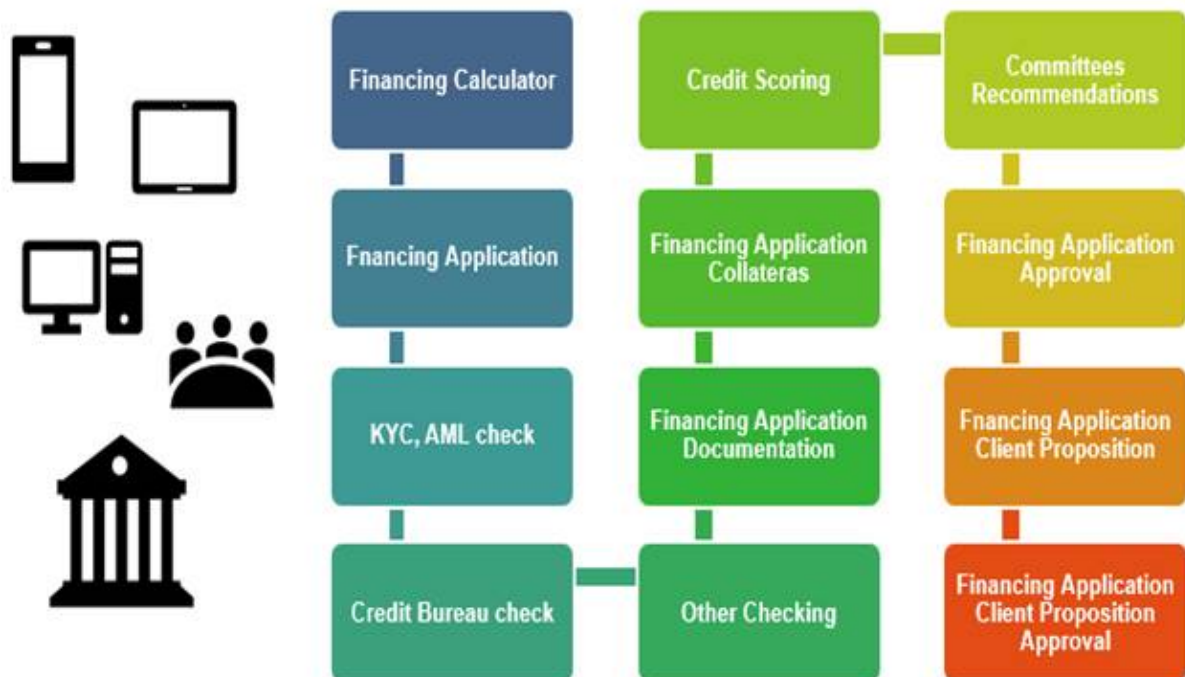 Financing Calculator
Fnancing Application
KYC, AML check
Credit Bureau check
Other Checking
Financing Application
Documentation
Financing Application
Collateras
Credit Scoring
Committees
Recommendations
Financing Application
Approval
Fnancing Application
Client Proposition
Financing Application
Client Proposition
Approval